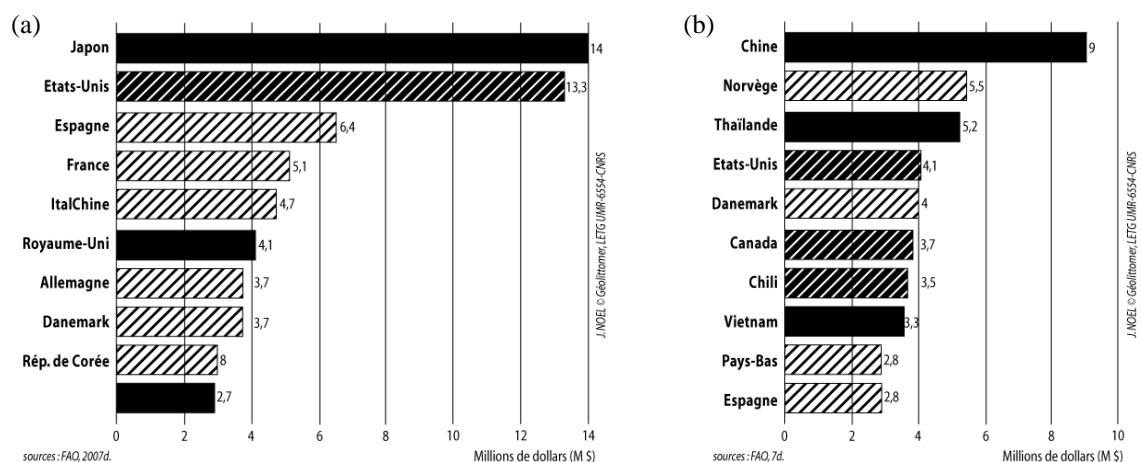 (a)
Japon 14
Etats-Unis 13,3
Espagne 6,4
France 5,1
ItalChine 4,7
Royaume-Uni 4,1
Allemagne 3,7
Danemark 3,7
Rép. de Corée 8
2,7
0 2 4 6 8 10 12 14
sources : FAO, 2007d.
Millions de dollars (M $)
J. NOEL © Géolittomer, LETG UMR-6554-CNRS
(b)
Chine 9
Norvège 5,5
Thaïlande 5,2
Etats-Unis 4,1
Danemark 4
Canada 3,7
Chili 3,5
Vietnam 3,3
Pays-Bas 2,8
Espagne 2,8
0 2 4 6 8 10
sources : FAO, 7d.
Millions de dollars (M $)
J. NOEL © Géolittomer, LETG UMR-6554-CNRS